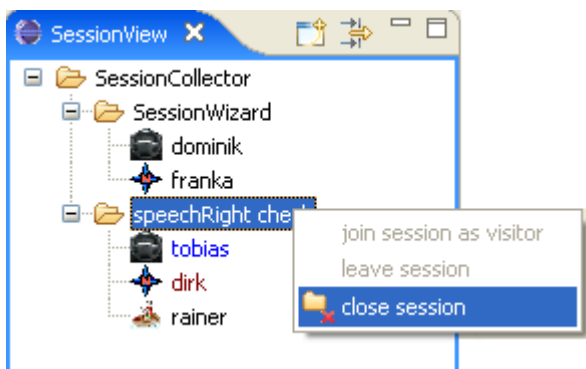 SessionView
SessionCollector
SessionWizard
dominik
franka
speechRight
join session as visitor
tobias
leave session
dirk
close session
rainer